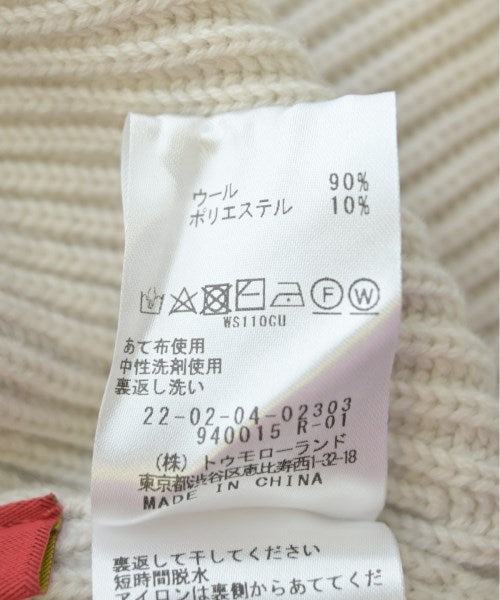 ウール 90%
ポリエステル 10%
F W
WS110GU
あて布使用
中性洗剤使用
裏返し洗い
22-02-04-02303
940015 R-01
(株) トゥモローランド
東京都渋谷区恵比寿西1-32-18
MADE IN CHINA
裏返して干してください
短時間脱水
アイロンは裏側からあててくだ